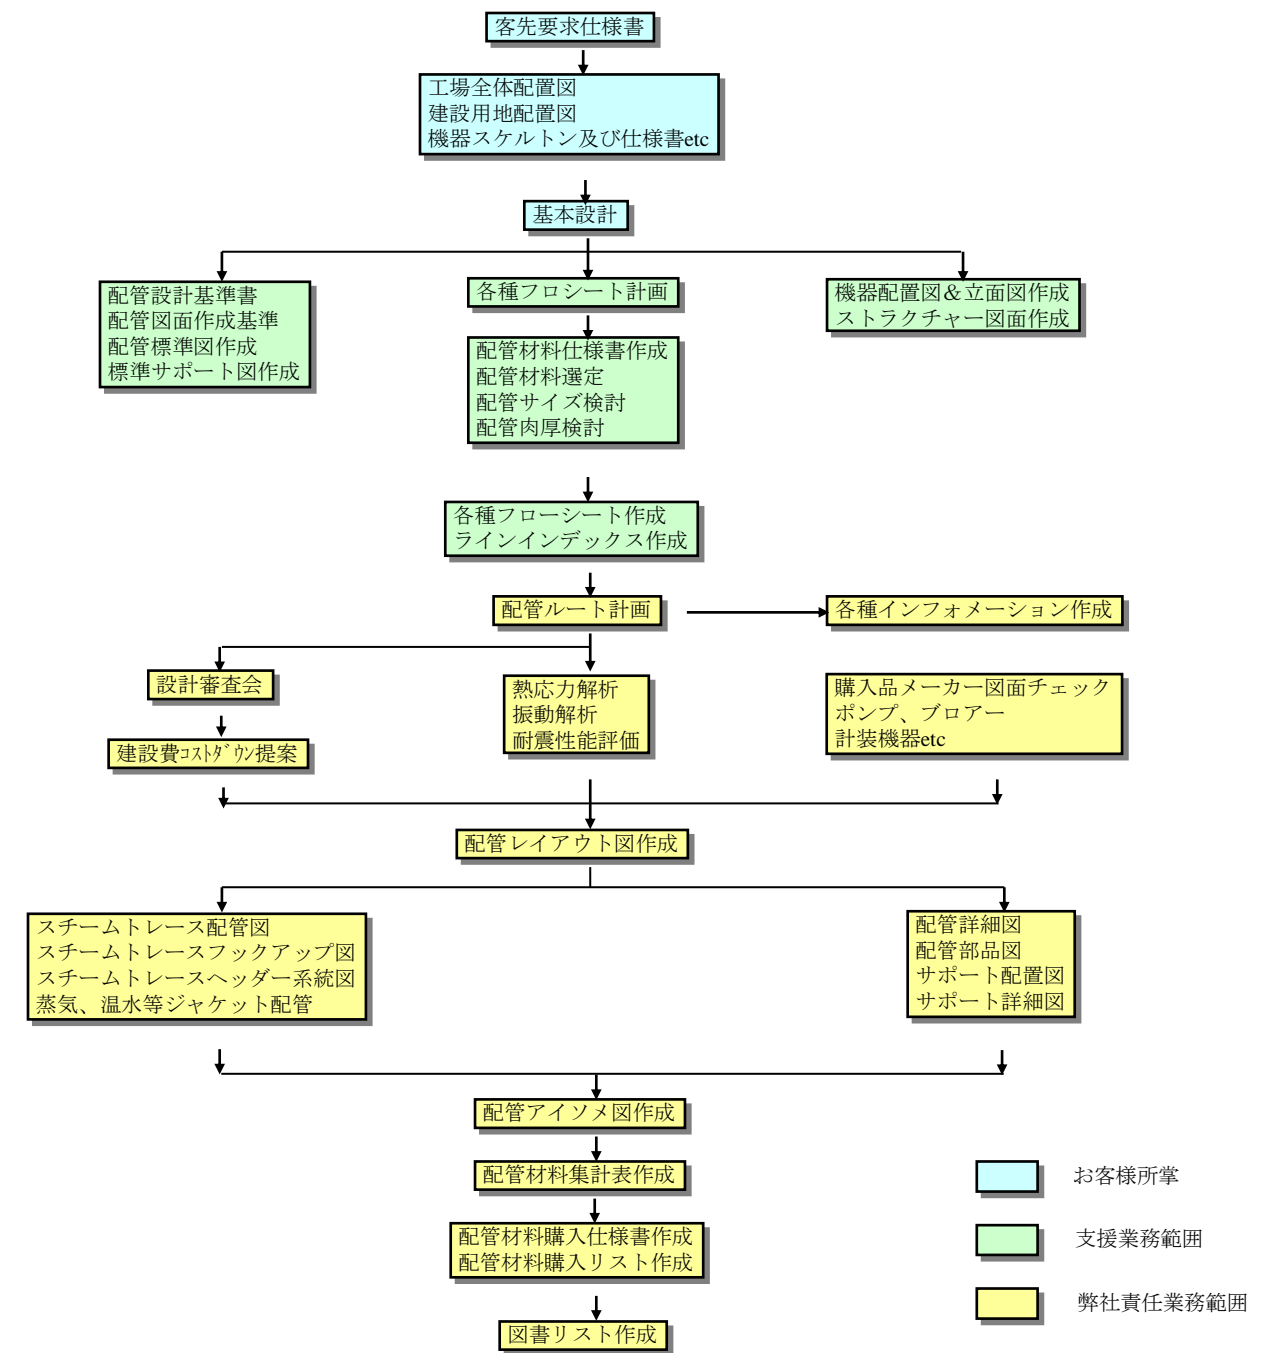 客先要求仕様書
工場全体配置図
建設用地配置図
機器スケルトン及び仕様書etc
基本設計
配管設計基準書
配管図面作成基準
配管標準図作成
標準サポート図作成
各種フロシート計画
配管材料仕様書作成
配管材料選定
配管サイズ検討
配管肉厚検討
機器配置図＆立面図作成
ストラクチャー図面作成
各種フローシート作成
ラインインデックス作成
配管ルート計画
各種インフォメーション作成
設計審査会
建設費ｺｽﾄﾀﾞｳﾝ提案
熱応力解析
振動解析
耐震性能評価
購入品メーカー図面チェック
ポンプ、ブロアー
計装機器etc
配管レイアウト図作成
スチームトレース配管図
スチームトレースフックアップ図
スチームトレースヘッダー系統図
蒸気、温水等ジャケット配管
配管詳細図
配管部品図
サポート配置図
サポート詳細図
配管アイソメ図作成
配管材料集計表作成
配管材料購入仕様書作成
配管材料購入リスト作成
図書リスト作成
お客様所掌
支援業務範囲
弊社責任業務範囲